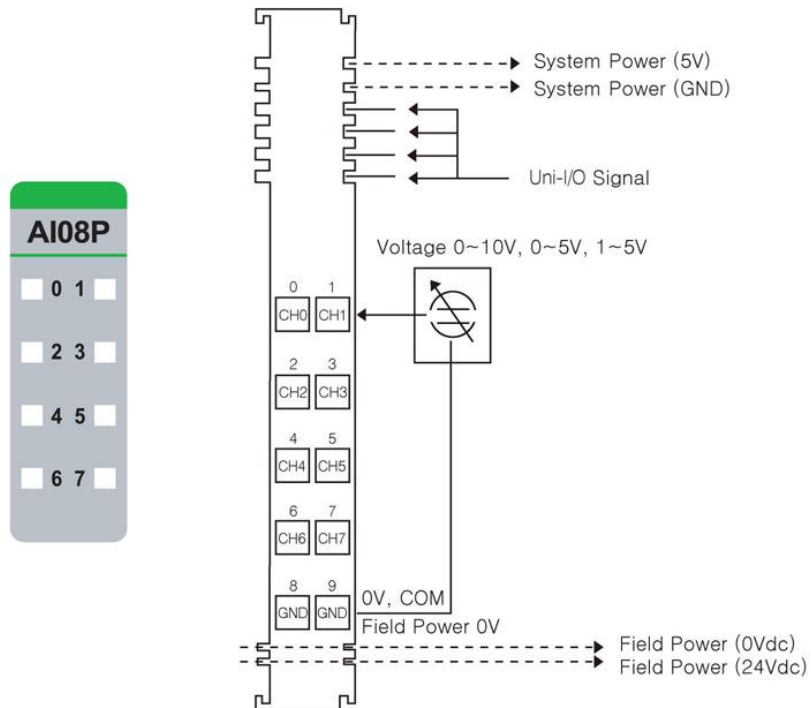 System Power (5V)
System Power (GND)
Uni-I/O Signal
AI08P
0 1
2 3
4 5
6 7
Voltage 0~10V, 0~5V, 1~5V
0 1
CH0 CH1
2 3
CH2 CH3
4 5
CH4 CH5
6 7
CH6 CH7
8 9
GND GND
0V, COM
Field Power 0V
Field Power (0Vdc)
Field Power (24Vdc)